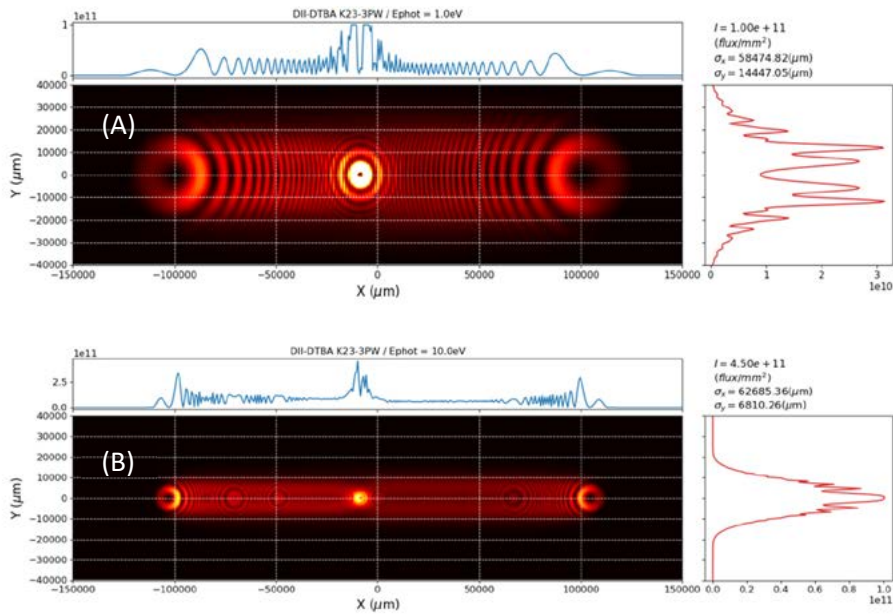 DII-DTBA K23-3PW / Ephot = 1.0eV
1e11
1
0
I = 1.00e + 11
(flux/mm²)
σx = 58474.82(μm)
σy = 14447.05(μm)
(A)
Y (μm)
40000
30000
20000
10000
0
−10000
−20000
−30000
−40000
−150000 −100000 −50000 0 50000 100000 150000
X (μm)
0 1 2 3
1e10
DII-DTBA K23-3PW / Ephot = 10.0eV
1e11
2.5
0.0
I = 4.50e + 11
(flux/mm²)
σx = 62685.36(μm)
σy = 6810.26(μm)
(B)
Y (μm)
40000
30000
20000
10000
0
−10000
−20000
−30000
−40000
−150000 −100000 −50000 0 50000 100000 150000
X (μm)
0.0 0.2 0.4 0.6 0.8 1.0
1e11